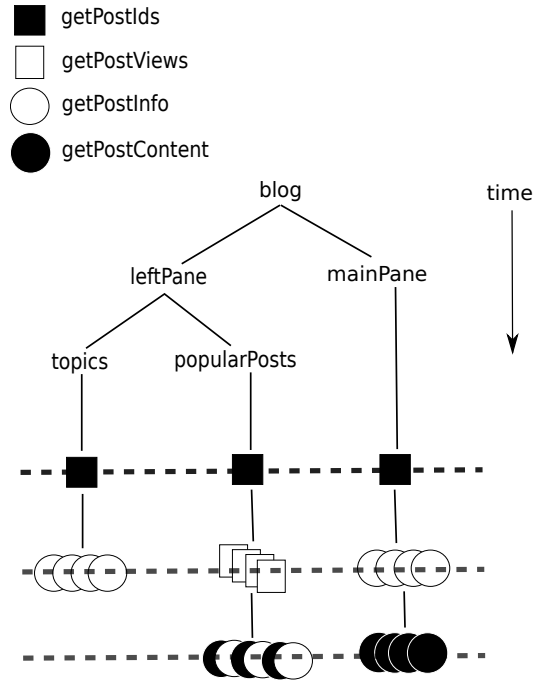 getPostIds
getPostViews
getPostInfo
getPostContent
blog
time
leftPane
mainPane
topics
popularPosts